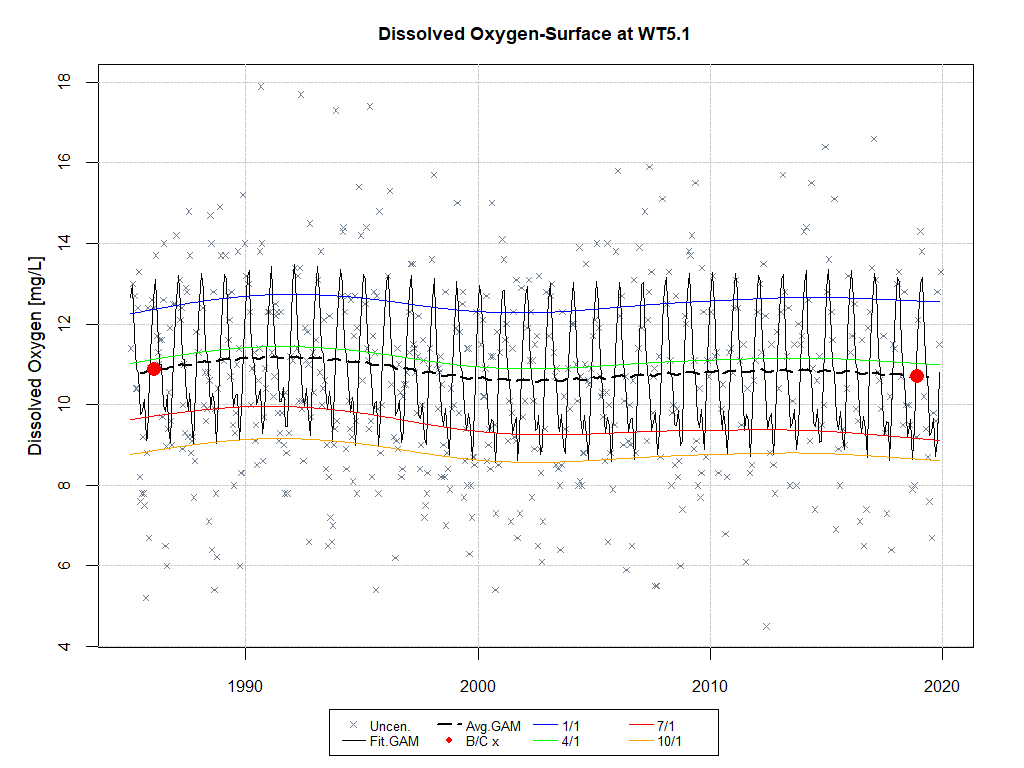 Dissolved Oxygen-Surface at WT5.1
Dissolved Oxygen [mg/L]
18
16
14
12
10
8
6
4
1990 2000 2010 2020
Uncen. Avg.GAM 1/1 7/1
Fit.GAM B/C x 4/1 10/1